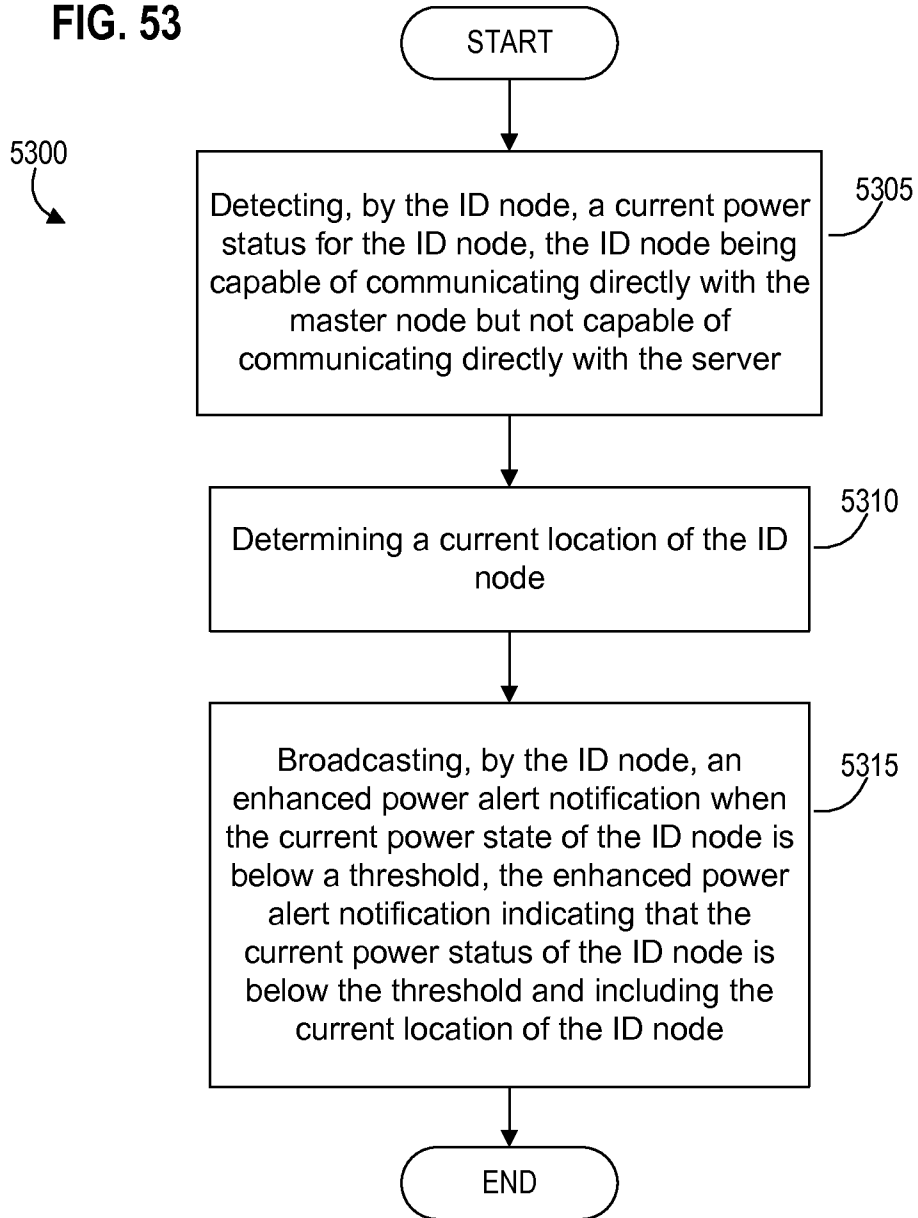 FIG. 53
START
5300
5305
Detecting, by the ID node, a current power
status for the ID node, the ID node being
capable of communicating directly with the
master node but not capable of
communicating directly with the server
5310
Determining a current location of the ID
node
5315
Broadcasting, by the ID node, an
enhanced power alert notification when
the current power state of the ID node is
below a threshold, the enhanced power
alert notification indicating that the
current power status of the ID node is
below the threshold and including the
current location of the ID node
END